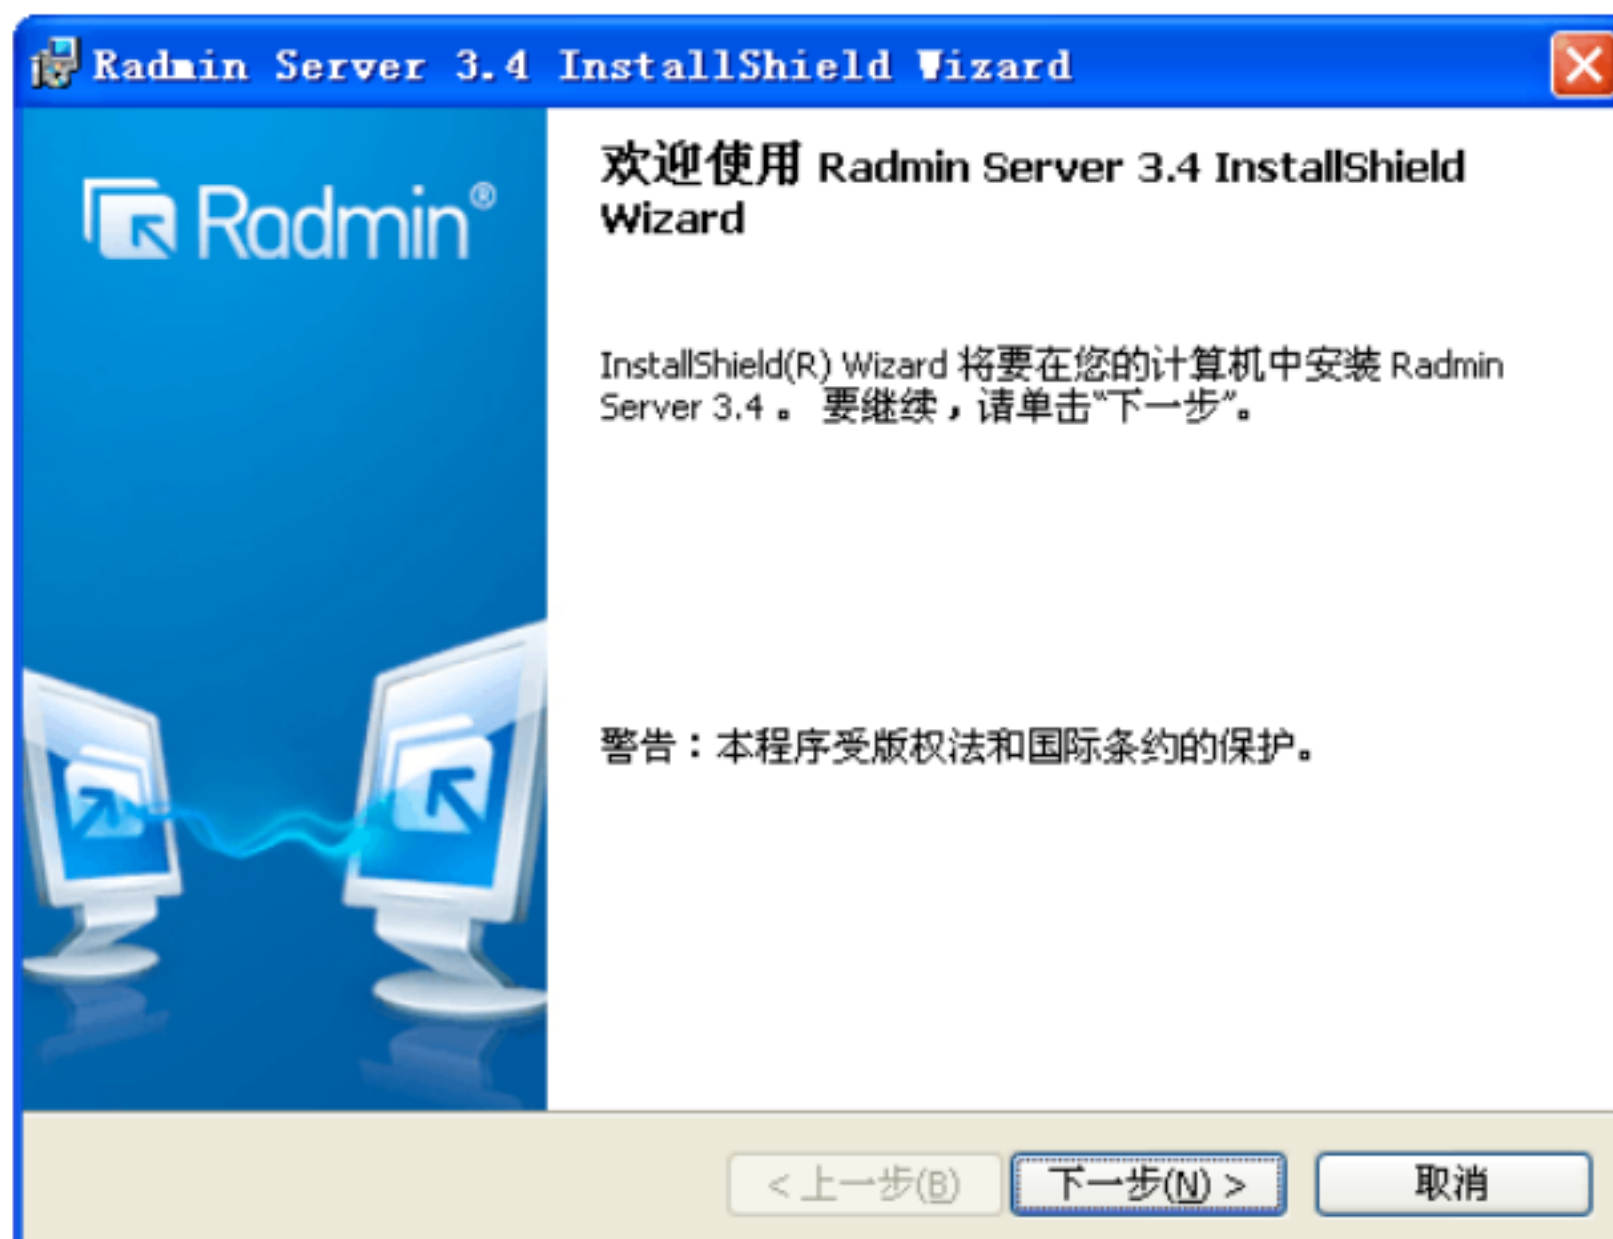 Radmin Server 3.4 InstallShield Wizard
Radmin®
欢迎使用 Radmin Server 3.4 InstallShield
Wizard
InstallShield(R) Wizard 将要在您的计算机中安装 Radmin
Server 3.4 。 要继续，请单击“下一步”。
警告：本程序受版权法和国际条约的保护。
< 上一步(B) 下一步(N) > 取消